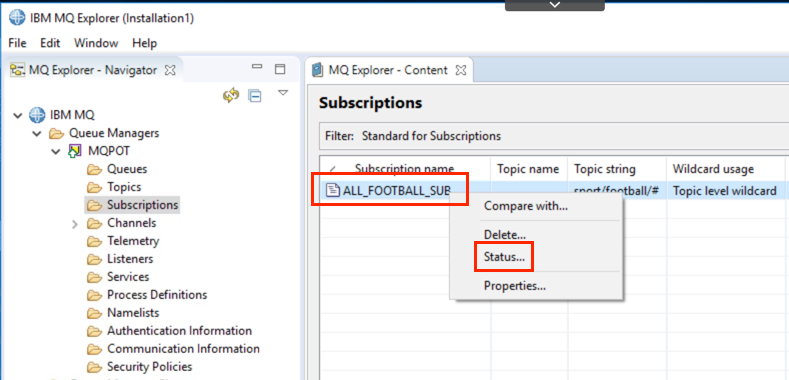 IBM MQ Explorer (Installation1)
File Edit Window Help
MQ Explorer - Navigator
IBM MQ
Queue Managers
MQPOT
Queues
Topics
Subscriptions
Channels
Telemetry
Listeners
Services
Process Definitions
Namelists
Authentication Information
Communication Information
Security Policies
MQ Explorer - Content
Subscriptions
Filter: Standard for Subscriptions
Subscription name Topic name Topic string Wildcard usage
ALL_FOOTBALL_SUB sport/football/# Topic level wildcard
Compare with...
Delete...
Status...
Properties...